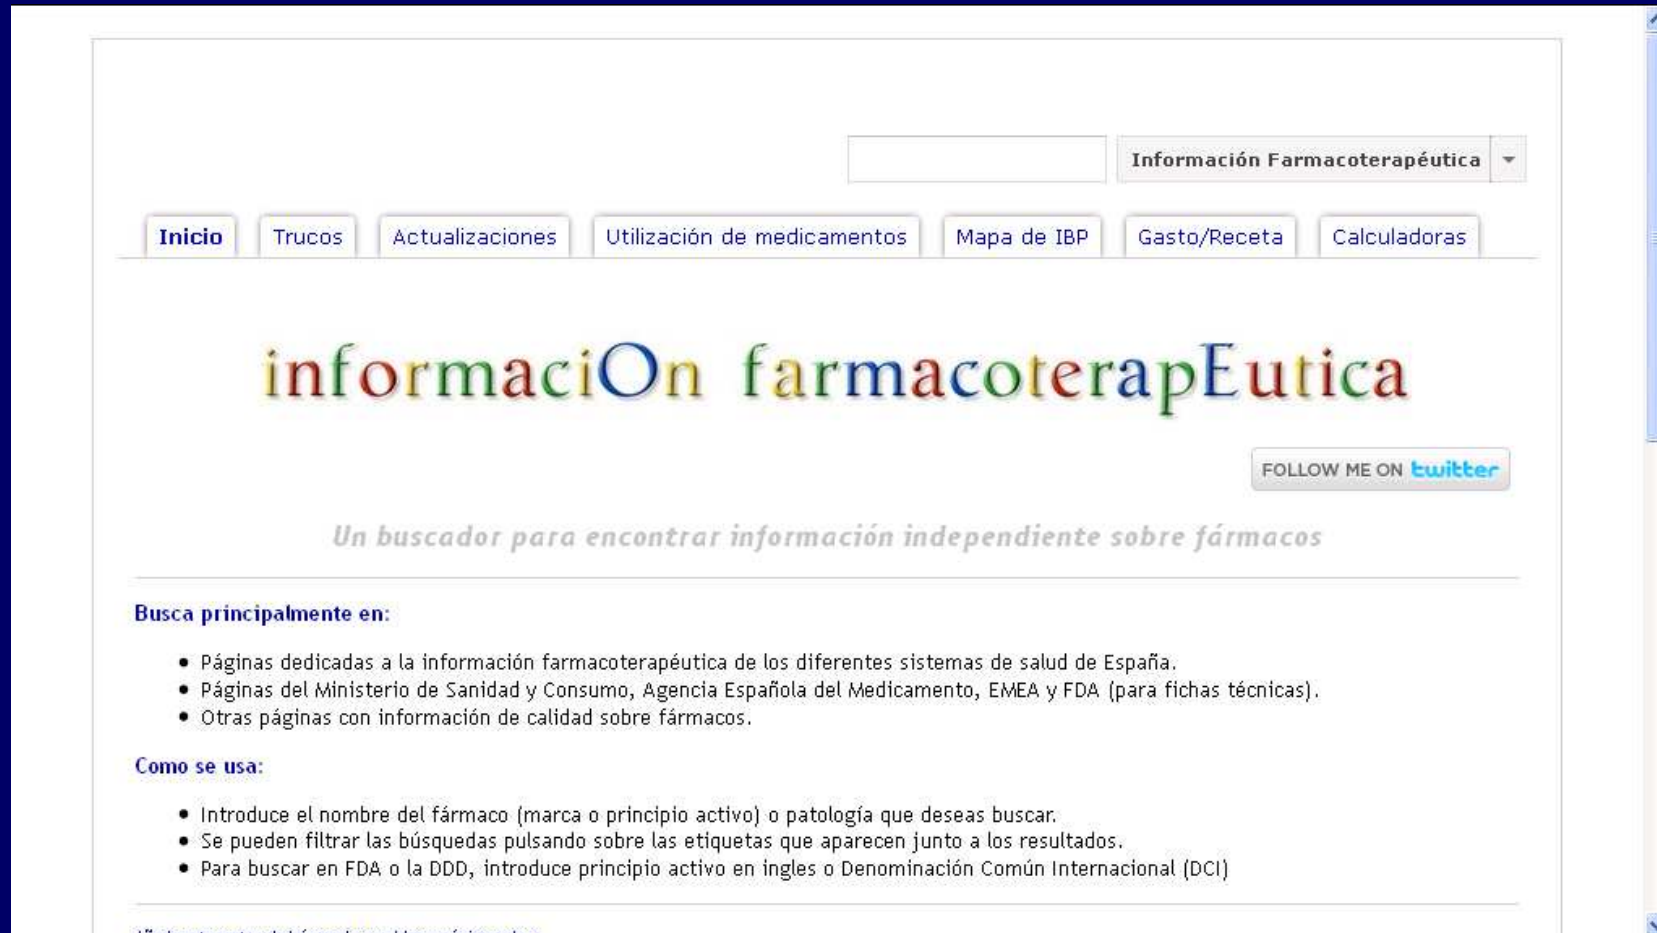 Información Farmacoterapéutica
Inicio
Trucos
Actualizaciones
Utilización de medicamentos
Mapa de IBP
Gasto/Receta
Calculadoras
informaciOn farmacoterapEutica
FOLLOW ME ON twitter
Un buscador para encontrar información independiente sobre fármacos
Busca principalmente en:
• Páginas dedicadas a la información farmacoterapéutica de los diferentes sistemas de salud de España.
• Páginas del Ministerio de Sanidad y Consumo, Agencia Española del Medicamento, EMEA y FDA (para fichas técnicas).
• Otras páginas con información de calidad sobre fármacos.
Como se usa:
• Introduce el nombre del fármaco (marca o principio activo) o patología que deseas buscar.
• Se pueden filtrar las búsquedas pulsando sobre las etiquetas que aparecen junto a los resultados.
• Para buscar en FDA o la DDD, introduce principio activo en ingles o Denominación Común Internacional (DCI)